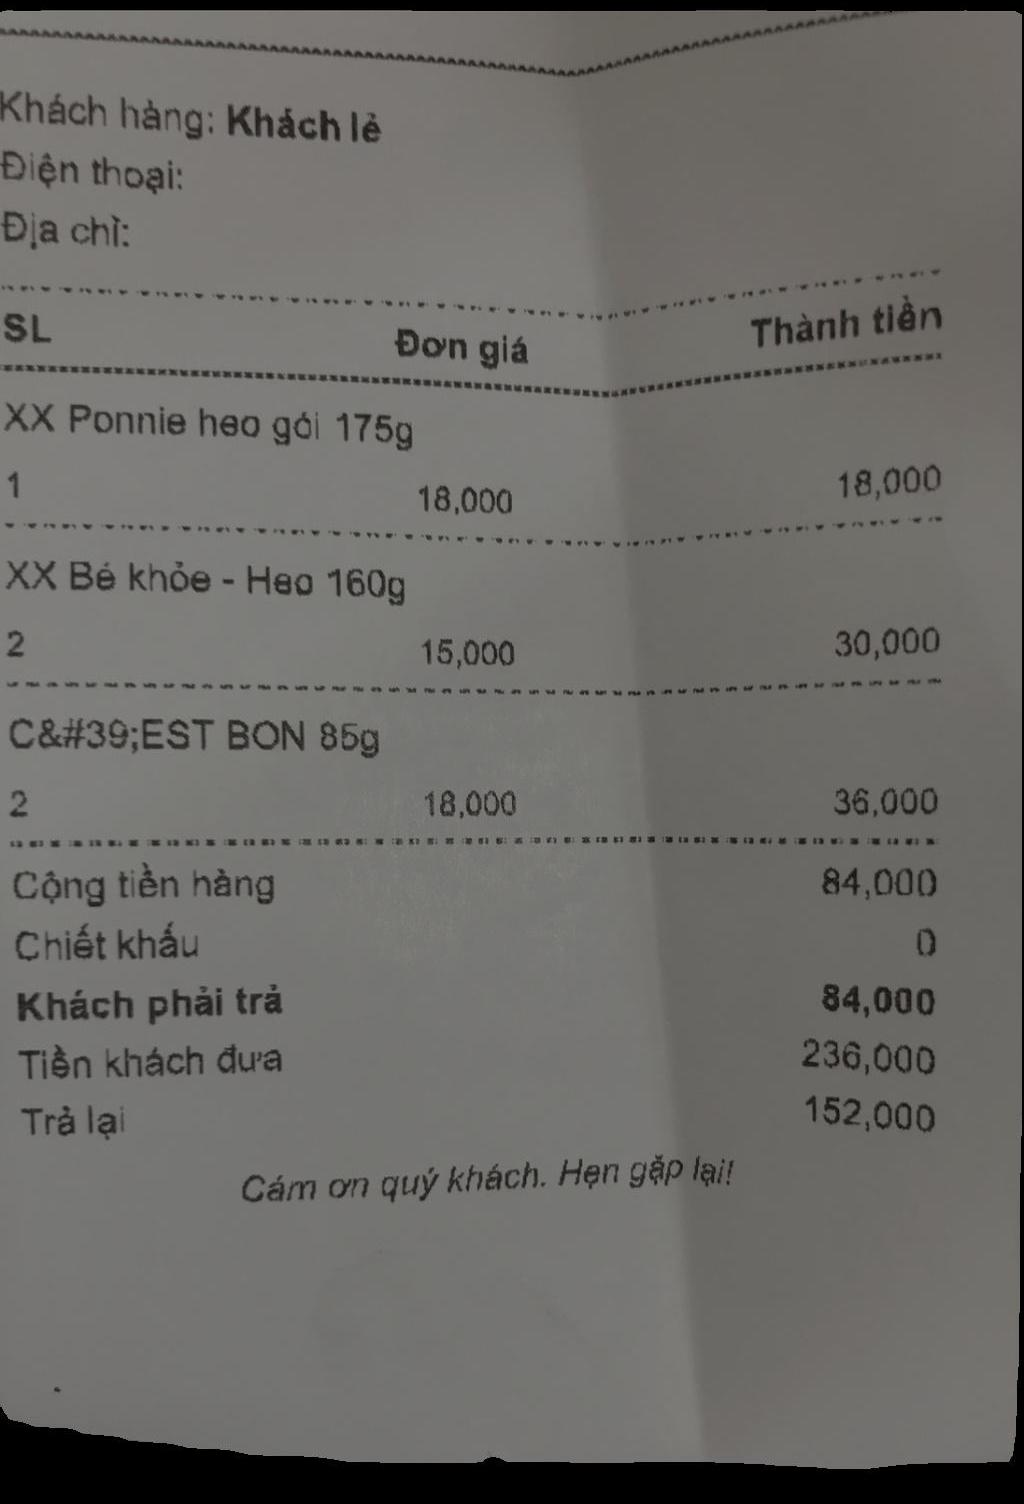 Khách hàng: Khách lẻ
Điện thoại:
Địa chỉ:
SL Đơn giá Thành tiền
XX Ponnie heo gói 175g
1 18,000 18,000
XX Bé khỏe - Heo 160g
2 15,000 30,000
C&#39;EST BON 85g
2 18,000 36,000
Cộng tiền hàng 84,000
Chiết khấu 0
Khách phải trả 84,000
Tiền khách đưa 236,000
Trả lại 152,000
Cám ơn quý khách. Hẹn gặp lại!